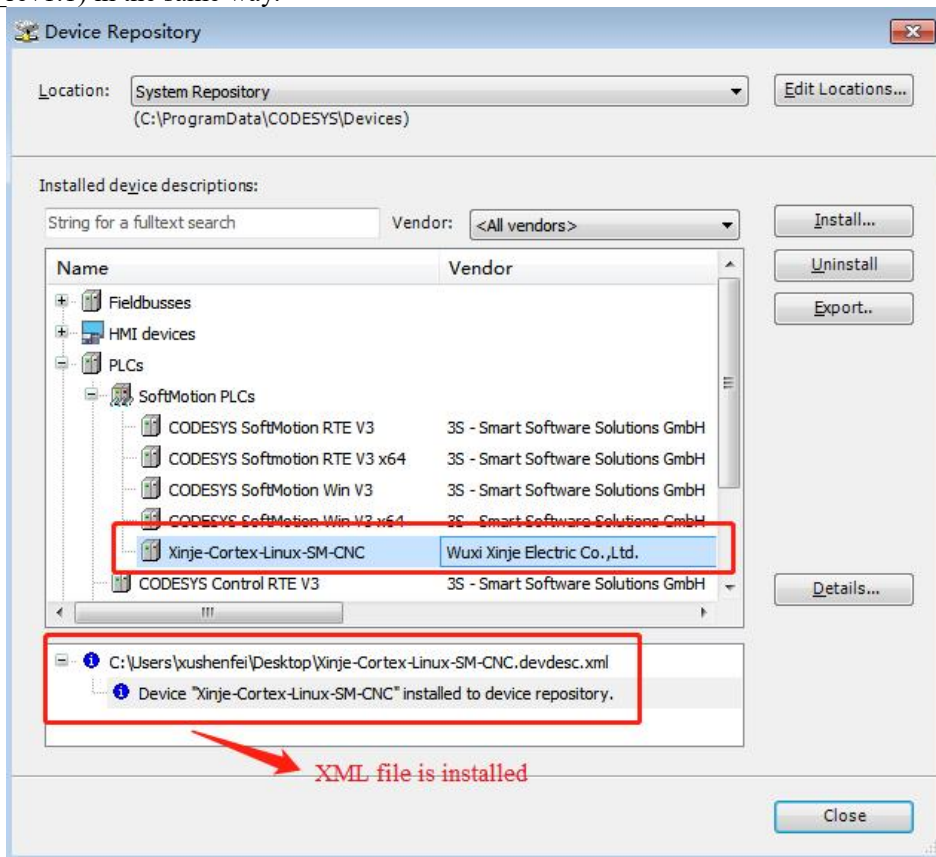 rev1.1) in the same way.
Device Repository
Location: System Repository Edit Locations...
(C:\ProgramData\CODESYS\Devices)
Installed device descriptions:
String for a fulltext search Vendor: <All vendors> Install...
Name Vendor Uninstall
Fieldbusses
Export..
HMI devices
PLCs
SoftMotion PLCs
CODESYS SoftMotion RTE V3 3S - Smart Software Solutions GmbH
CODESYS Softmotion RTE V3 x64 3S - Smart Software Solutions GmbH
CODESYS SoftMotion Win V3 3S - Smart Software Solutions GmbH
CODESYS SoftMotion Win V3 x64 3S - Smart Software Solutions GmbH
Xinje-Cortex-Linux-SM-CNC Wuxi Xinje Electric Co.,Ltd.
CODESYS Control RTE V3 3S - Smart Software Solutions GmbH Details...
C:\Users\xushenfei\Desktop\Xinje-Cortex-Linux-SM-CNC.devdesc.xml
Device "Xinje-Cortex-Linux-SM-CNC" installed to device repository.
XML file is installed
Close